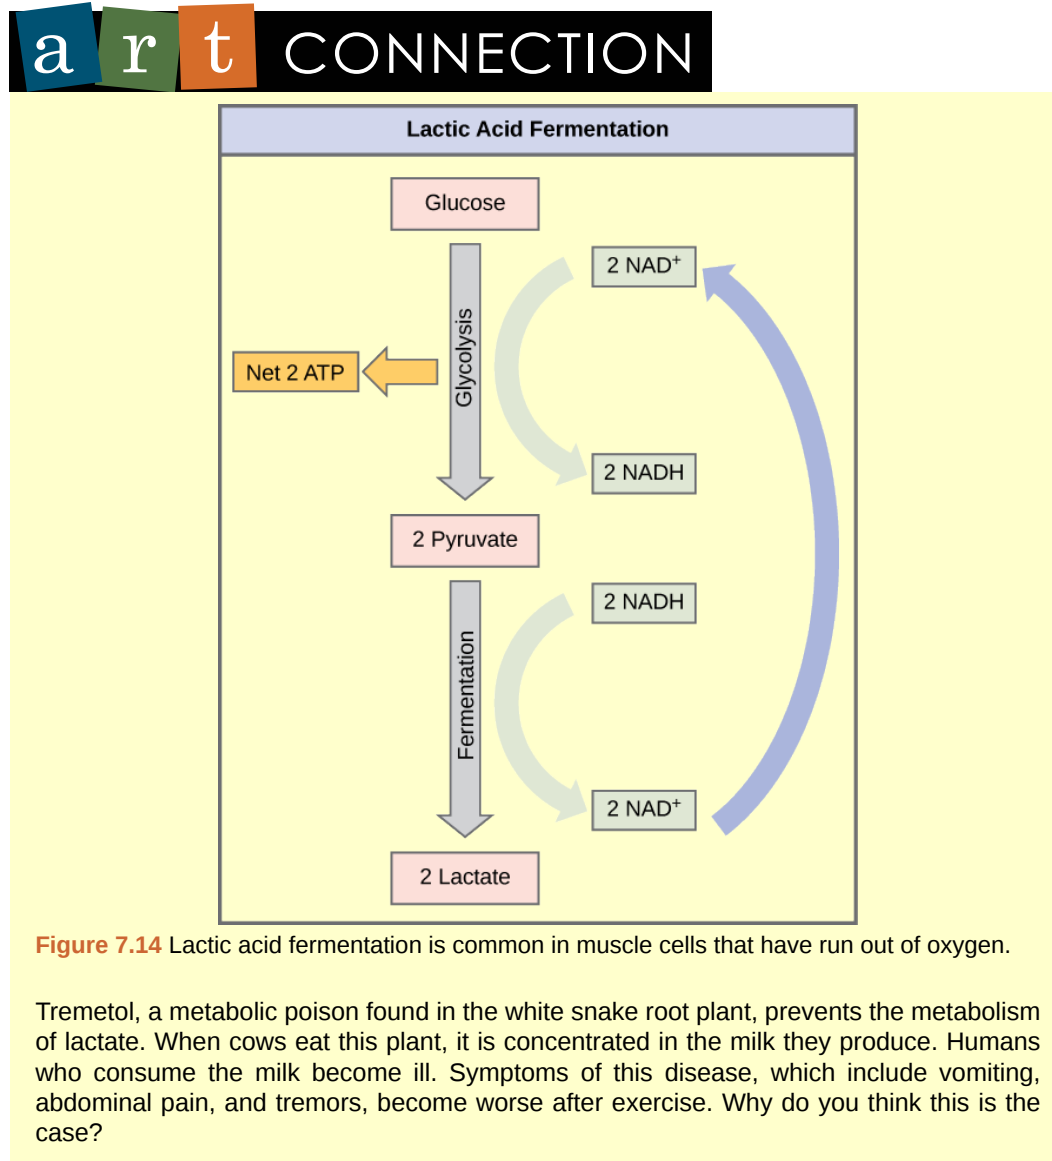 art CONNECTION
Lactic Acid Fermentation
Glucose
2 NAD⁺
Glycolysis
Net 2 ATP
2 NADH
2 Pyruvate
2 NADH
Fermentation
2 NAD⁺
2 Lactate
Figure 7.14 Lactic acid fermentation is common in muscle cells that have run out of oxygen.
Tremetol, a metabolic poison found in the white snake root plant, prevents the metabolism
of lactate. When cows eat this plant, it is concentrated in the milk they produce. Humans
who consume the milk become ill. Symptoms of this disease, which include vomiting,
abdominal pain, and tremors, become worse after exercise. Why do you think this is the
case?